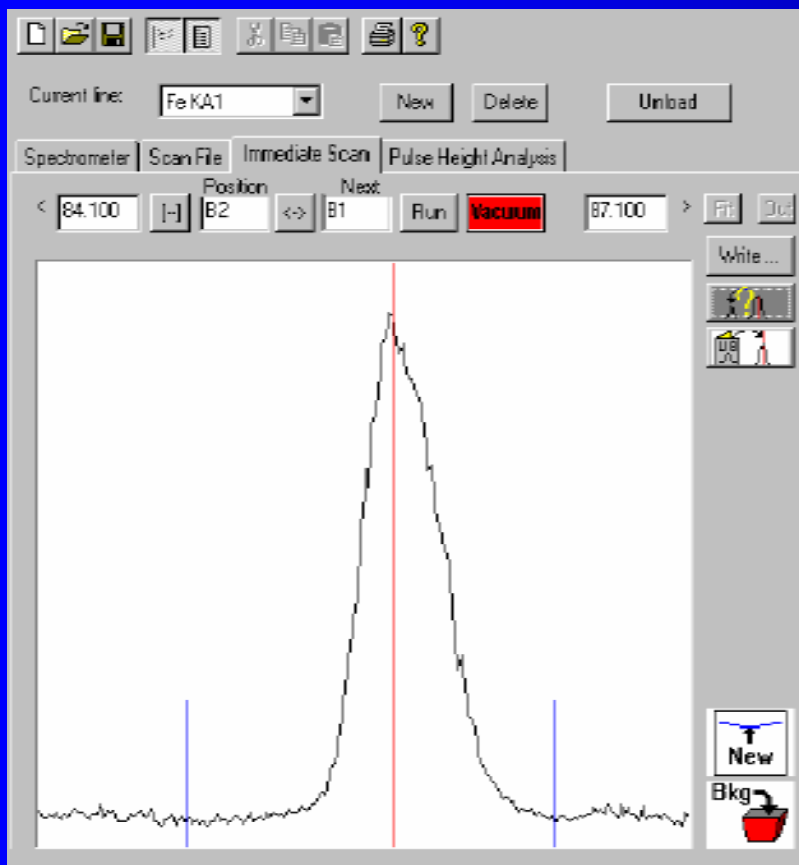 Current line: Fe KA1 New Delete Unload
Spectrometer Scan File Immediate Scan Pulse Height Analysis
Position Next
< 84.100 [--] B2 <-> B1 Run Vacuum 87.100 > Fit Out
Write ...
New
Bkg